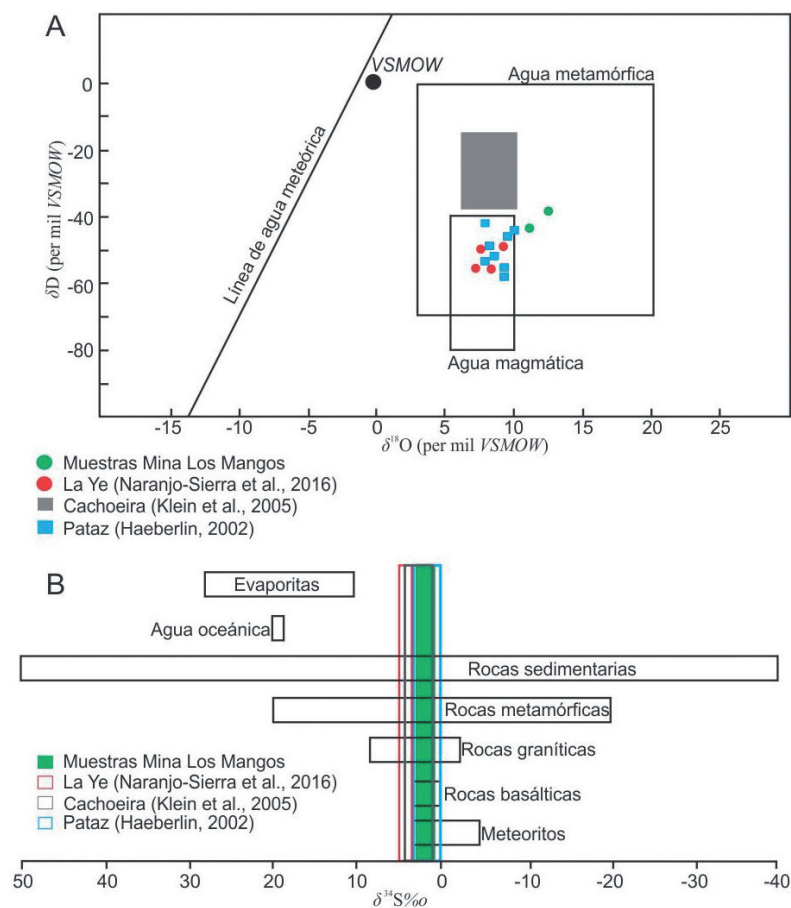 A
VSMOW
Agua metamórfica
Línea de agua meteórica
Agua magmática
δD (per mil VSMOW)
0
-20
-40
-60
-80
-15
-10
-5
0
5
10
15
20
25
δ18O (per mil VSMOW)
Muestras Mina Los Mangos
La Ye (Naranjo-Sierra et al., 2016)
Cachoeira (Klein et al., 2005)
Pataz (Haeberlin, 2002)
B
Evaporitas
Agua oceánica
Rocas sedimentarias
Rocas metamórficas
Rocas graníticas
Rocas basálticas
Meteoritos
Muestras Mina Los Mangos
La Ye (Naranjo-Sierra et al., 2016)
Cachoeira (Klein et al., 2005)
Pataz (Haeberlin, 2002)
50
40
30
20
10
0
-10
-20
-30
-40
δ34S‰